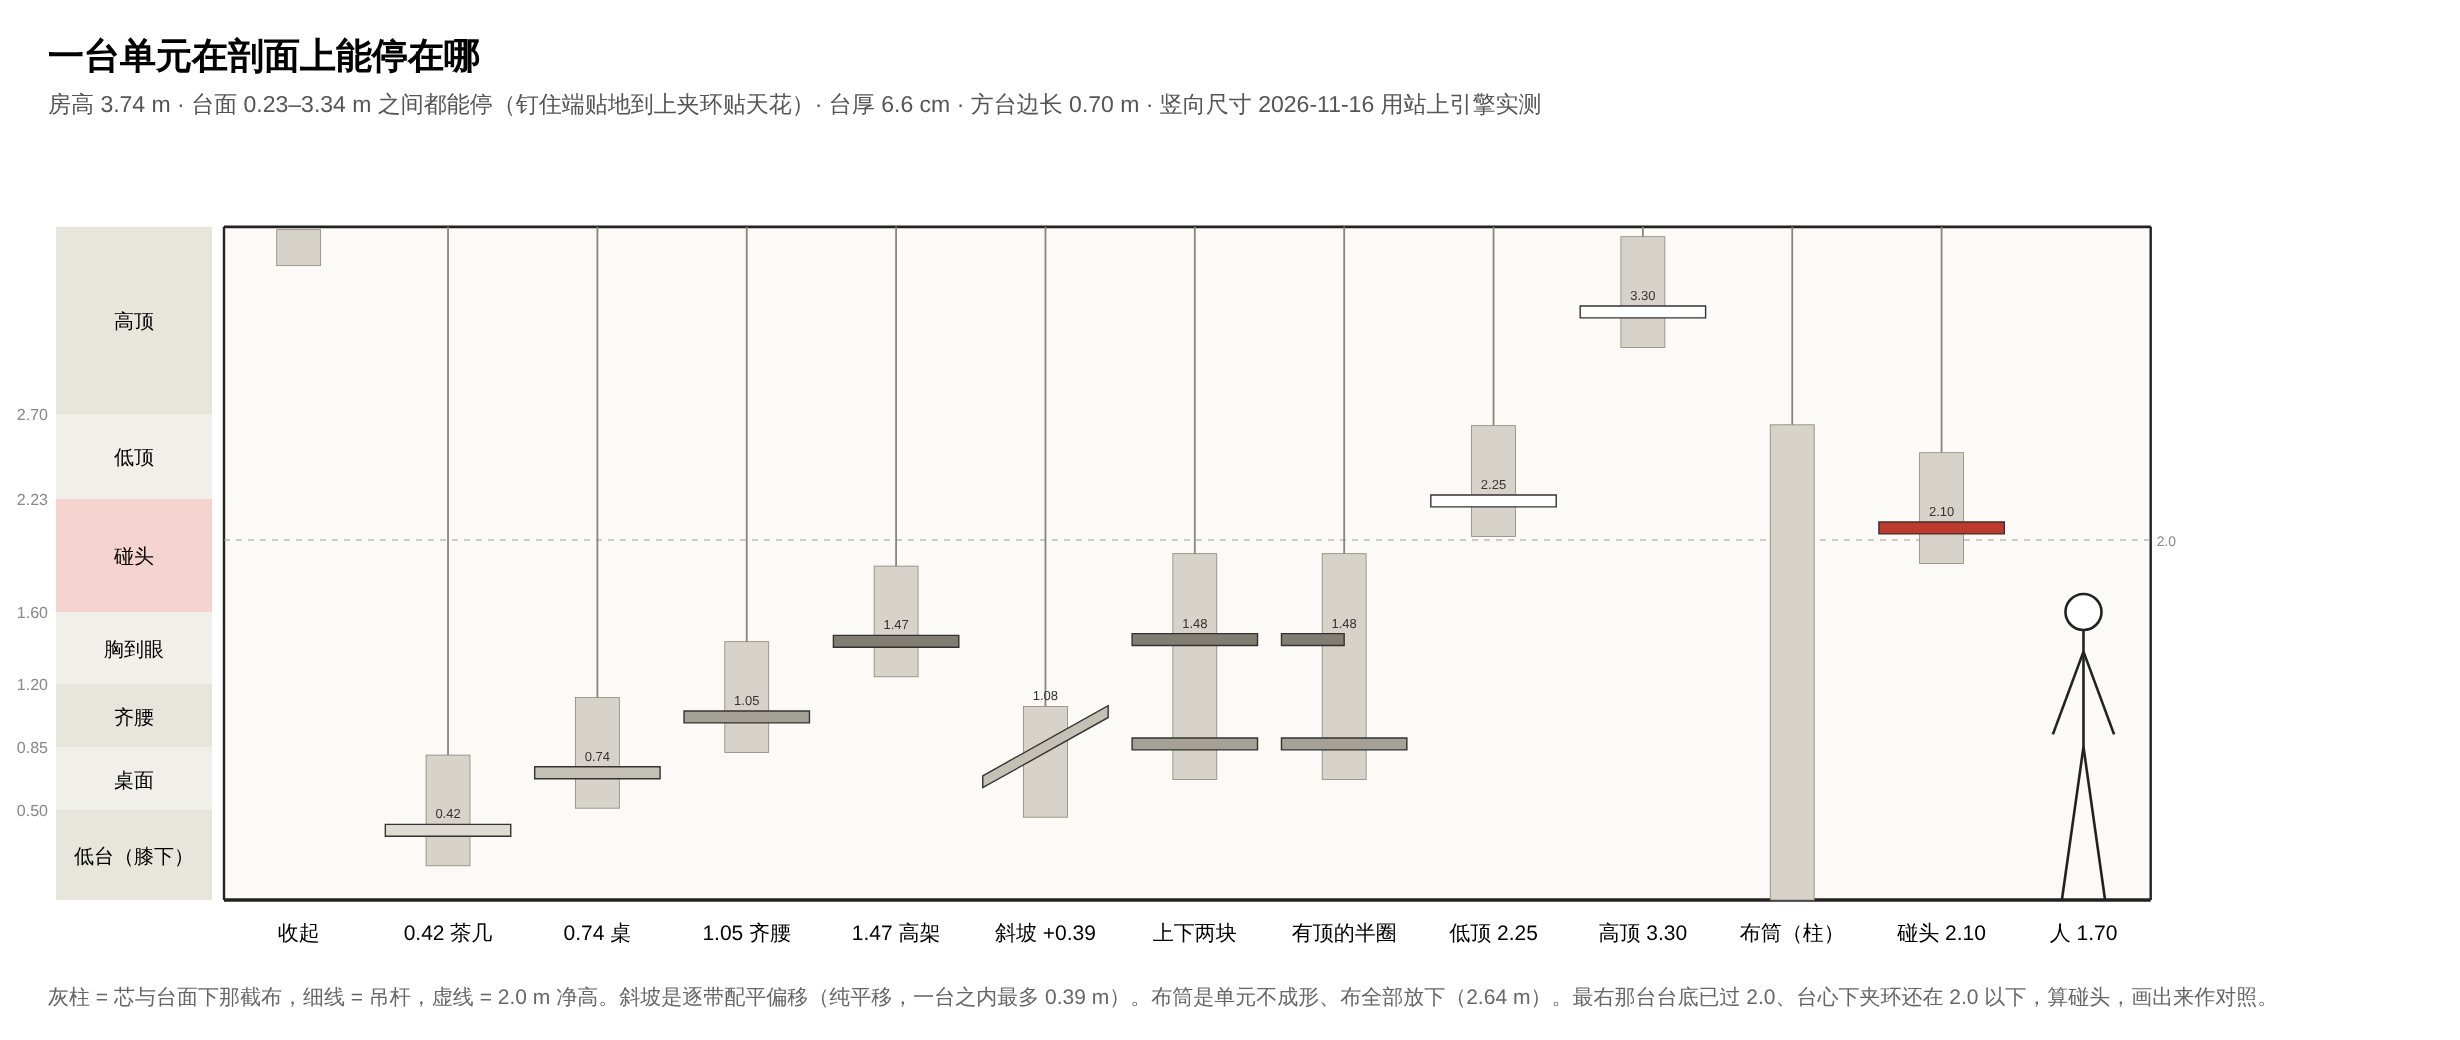 一台单元在剖面上能停在哪
房高 3.74 m · 台面 0.23–3.34 m 之间都能停（钉住端贴地到上夹环贴天花）· 台厚 6.6 cm · 方台边长 0.70 m · 竖向尺寸 2026-11-16 用站上引擎实测
高顶
3.30
2.70
低顶
2.25
2.23
2.10
碰头
2.0
1.60
1.47
1.48
1.48
胸到眼
1.20
1.05
1.08
齐腰
0.85
0.74
桌面
0.50
0.42
低台（膝下）
收起
0.42 茶几
0.74 桌
1.05 齐腰
1.47 高架
斜坡 +0.39
上下两块
有顶的半圈
低顶 2.25
高顶 3.30
布筒（柱）
碰头 2.10
人 1.70
灰柱 = 芯与台面下那截布，细线 = 吊杆，虚线 = 2.0 m 净高。斜坡是逐带配平偏移（纯平移，一台之内最多 0.39 m）。布筒是单元不成形、布全部放下（2.64 m）。最右那台台底已过 2.0、台心下夹环还在 2.0 以下，算碰头，画出来作对照。